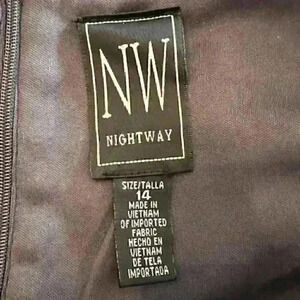 NW
NIGHTWAY
SIZE/TALLA
14
MADE IN
VIETNAM
OF IMPORTED
FABRIC
HECHO EN
VIETNAM
DE TELA
IMPORTADA